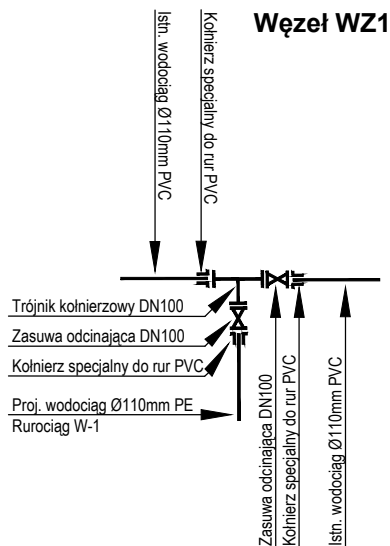 Węzeł WZ1
Istn. wodociąg Ø110mm PVC
Kołnierz specjalny do rur PVC
Trójnik kołnierzowy DN100
Zasuwa odcinająca DN100
Kołnierz specjalny do rur PVC
Proj. wodociąg Ø110mm PE
Rurociąg W-1
Zasuwa odcinająca DN100
Kołnierz specjalny do rur PVC
Istn. wodociąg Ø110mm PVC